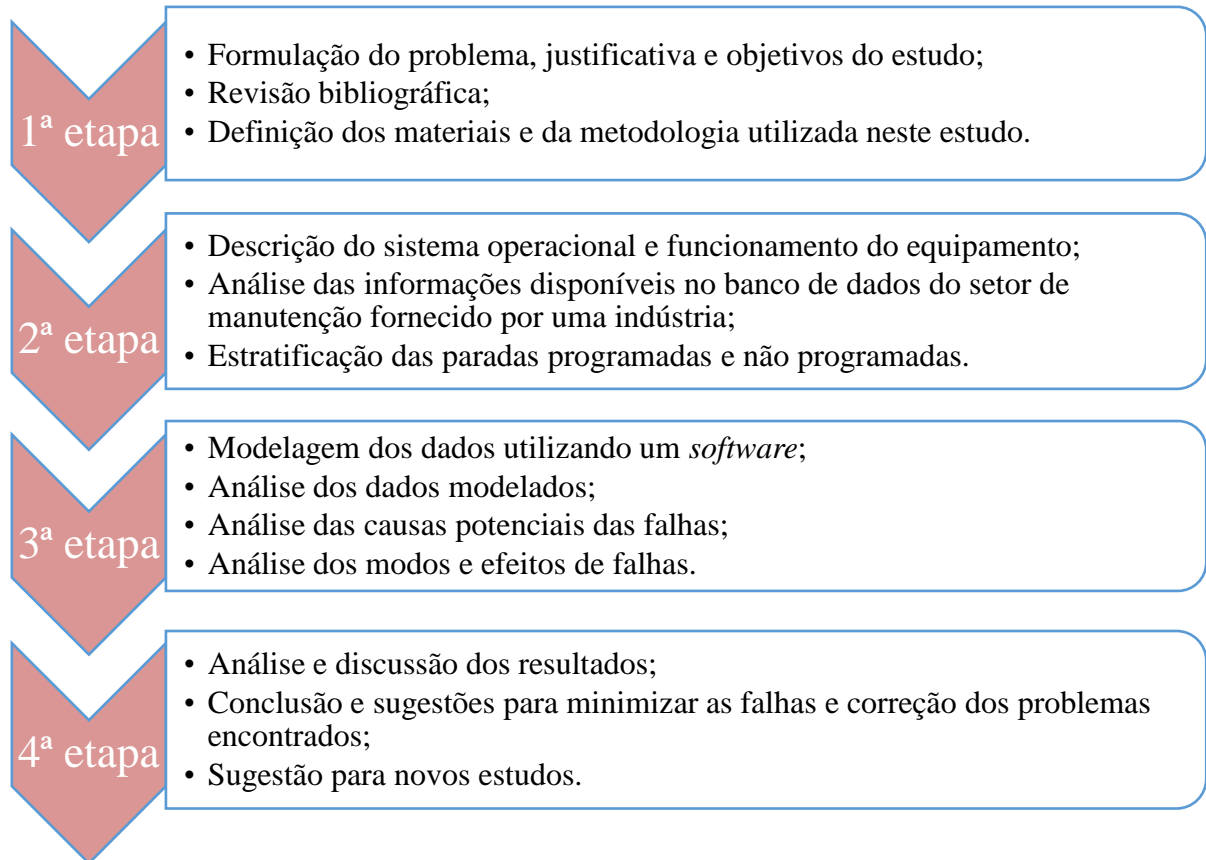 1ª etapa
• Formulação do problema, justificativa e objetivos do estudo;
• Revisão bibliográfica;
• Definição dos materiais e da metodologia utilizada neste estudo.
2ª etapa
• Descrição do sistema operacional e funcionamento do equipamento;
• Análise das informações disponíveis no banco de dados do setor de
manutenção fornecido por uma indústria;
• Estratificação das paradas programadas e não programadas.
3ª etapa
• Modelagem dos dados utilizando um software;
• Análise dos dados modelados;
• Análise das causas potenciais das falhas;
• Análise dos modos e efeitos de falhas.
4ª etapa
• Análise e discussão dos resultados;
• Conclusão e sugestões para minimizar as falhas e correção dos problemas
encontrados;
• Sugestão para novos estudos.